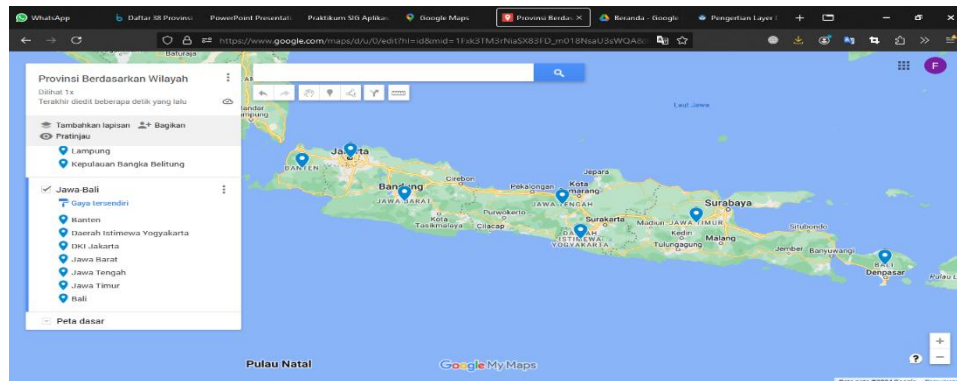 WhatsApp
Daftar 38 Provinsi
PowerPoint Presentati
Praktikum SIG Aplikas
Google Maps
Provinsi Berdas
Beranda - Google
Pengertian Layer
https://www.google.com/maps/d/u/0/edit?hl=id&mid=1Fxk3TM3rNiaSX83FD_m018NsaU3sWQA8
Provinsi Berdasarkan Wilayah
Dilihat 1x
Terakhir diedit beberapa detik yang lalu
Tambahkan lapisan
Bagikan
Pratinjau
Lampung
Kepulauan Bangka Belitung
Jawa-Bali
Gaya tersendiri
Banten
Daerah Istimewa Yogyakarta
DKI Jakarta
Jawa Barat
Jawa Tengah
Jawa Timur
Bali
Peta dasar
F
Baturaja
Laut Jawa
Jakarta
BANTEN
Bandung
JAWA BARAT
Cirebon
Kota
Tasikmalaya
Cilacap
Purwokerto
Pekalongan
Jepara
Kota
JAWA TENGAH
Surakarta
DAERAH
ISTIMEWA
YOGYAKARTA
Madiun
JAWA TIMUR
Surabaya
Kediri
Tulungagung
Malang
Situbondo
Jember
Banyuwangi
BALI
Denpasar
Pulau L
Pulau Natal
Google My Maps